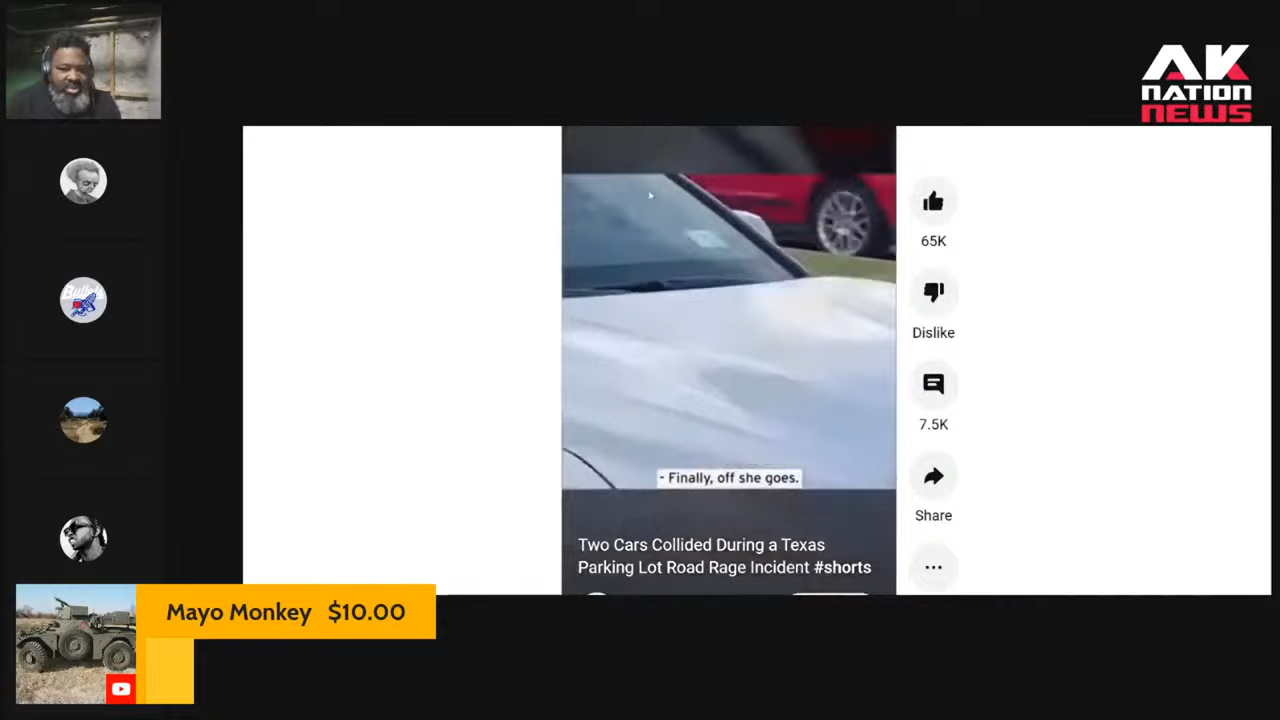 AK
NATION
NEWS
Bullets
65K
Dislike
7.5K
- Finally, off she goes.
Share
Two Cars Collided During a Texas
Parking Lot Road Rage Incident #shorts
Mayo Monkey $10.00